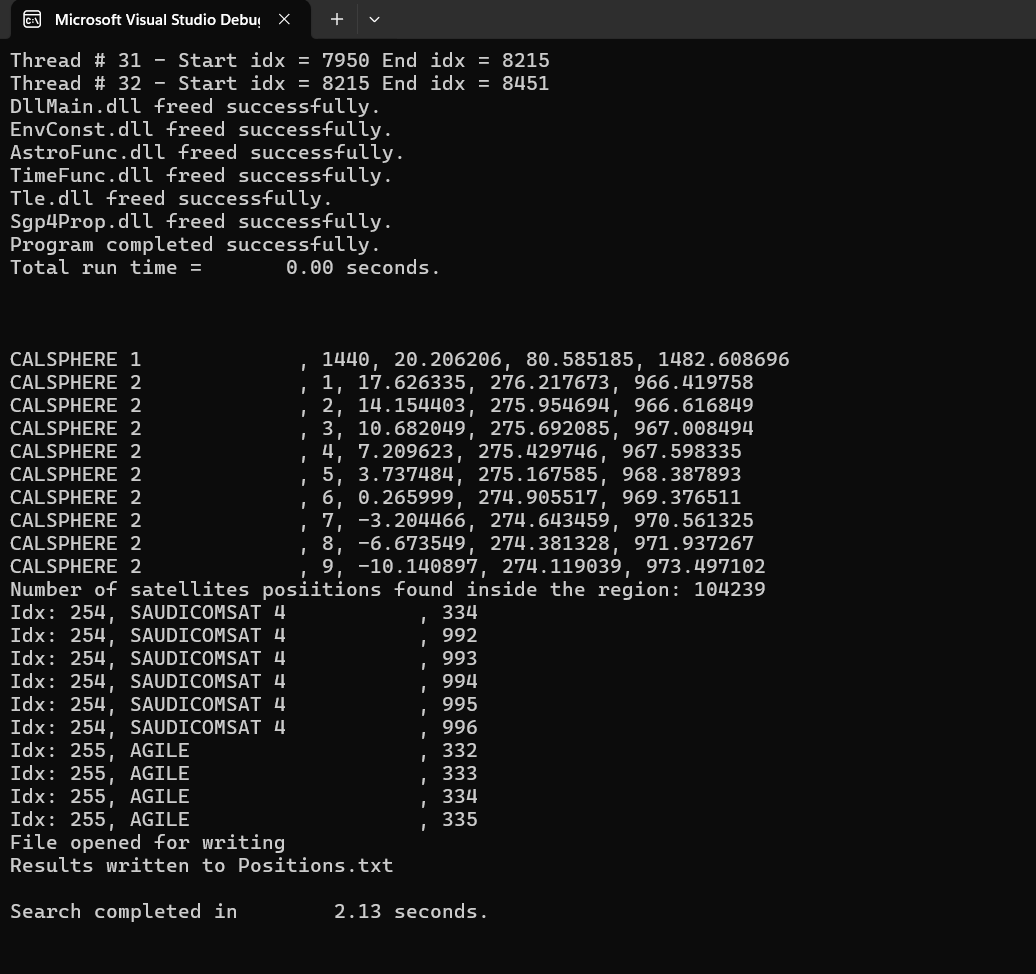 Microsoft Visual Studio Debug
Thread # 31 - Start idx = 7950 End idx = 8215
Thread # 32 - Start idx = 8215 End idx = 8451
DllMain.dll freed successfully.
EnvConst.dll freed successfully.
AstroFunc.dll freed successfully.
TimeFunc.dll freed successfully.
Tle.dll freed successfully.
Sgp4Prop.dll freed successfully.
Program completed successfully.
Total run time =       0.00 seconds.
CALSPHERE 1             , 1440, 20.206206, 80.585185, 1482.608696
CALSPHERE 2             , 1, 17.626335, 276.217673, 966.419758
CALSPHERE 2             , 2, 14.154403, 275.954694, 966.616849
CALSPHERE 2             , 3, 10.682049, 275.692085, 967.008494
CALSPHERE 2             , 4, 7.209623, 275.429746, 967.598335
CALSPHERE 2             , 5, 3.737484, 275.167585, 968.387893
CALSPHERE 2             , 6, 0.265999, 274.905517, 969.376511
CALSPHERE 2             , 7, -3.204466, 274.643459, 970.561325
CALSPHERE 2             , 8, -6.673549, 274.381328, 971.937267
CALSPHERE 2             , 9, -10.140897, 274.119039, 973.497102
Number of satellites posiitions found inside the region: 104239
Idx: 254, SAUDICOMSAT 4           , 334
Idx: 254, SAUDICOMSAT 4           , 992
Idx: 254, SAUDICOMSAT 4           , 993
Idx: 254, SAUDICOMSAT 4           , 994
Idx: 254, SAUDICOMSAT 4           , 995
Idx: 254, SAUDICOMSAT 4           , 996
Idx: 255, AGILE                   , 332
Idx: 255, AGILE                   , 333
Idx: 255, AGILE                   , 334
Idx: 255, AGILE                   , 335
File opened for writing
Results written to Positions.txt
Search completed in        2.13 seconds.